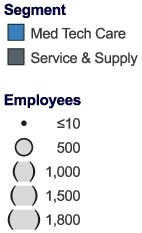 Segment
Med Tech Care
Service & Supply
Employees
≤10
500
1,000
1,500
1,800